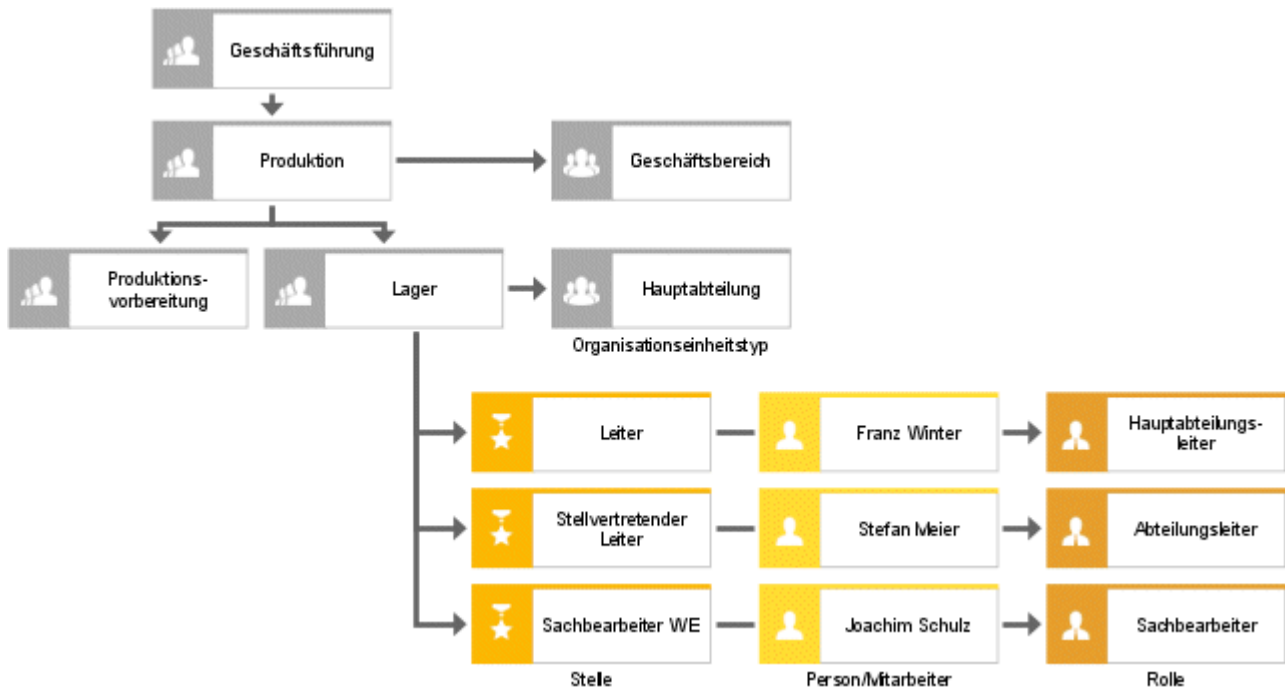 Geschäftsführung
Produktion
Geschäftsbereich
Produktions-
vorbereitung
Lager
Hauptabteilung
Organisationseinheitstyp
Leiter
Franz Winter
Hauptabteilungs-
leiter
Stellvertretender
Leiter
Stefan Meier
Abteilungsleiter
Sachbearbeiter WE
Joachim Schulz
Sachbearbeiter
Stelle
Person/Mitarbeiter
Rolle